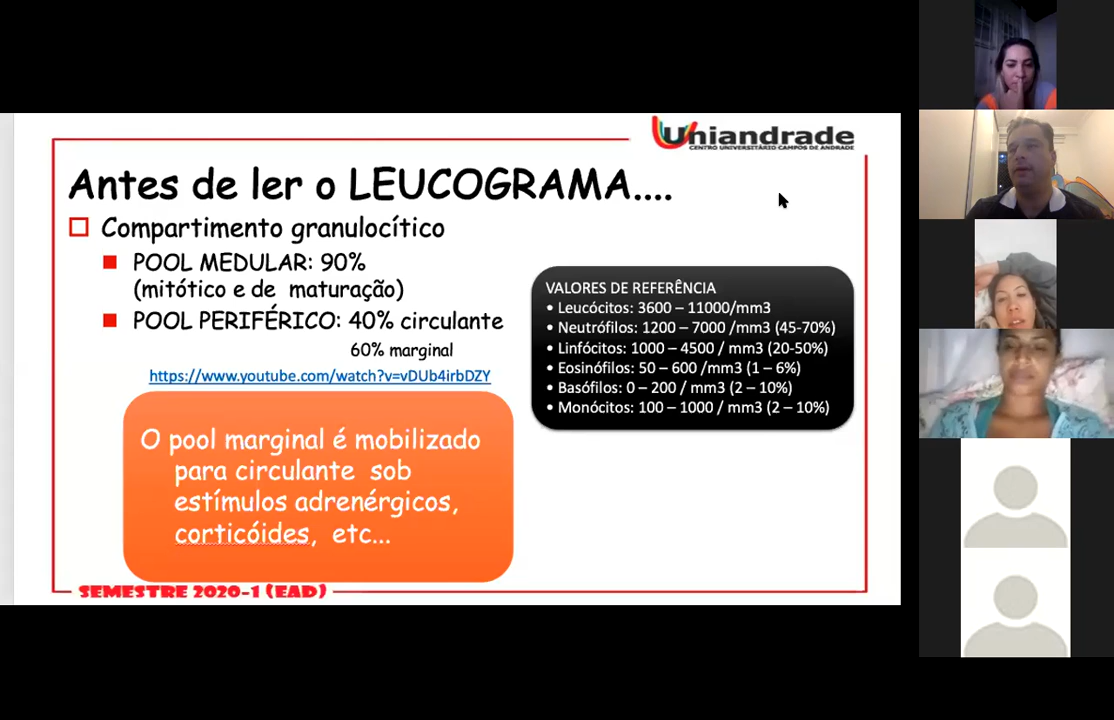 Uniandrade
CENTRO UNIVERSITÁRIO CAMPOS DE ANDRADE
Antes de ler o LEUCOGRAMA....
Compartimento granulocítico
POOL MEDULAR: 90%
(mitótico e de maturação)
POOL PERIFÉRICO: 40% circulante
60% marginal
https://www.youtube.com/watch?v=vDUb4irbDZY
O pool marginal é mobilizado
para circulante sob
estímulos adrenérgicos,
corticóides, etc...
VALORES DE REFERÊNCIA
• Leucócitos: 3600 – 11000/mm3
• Neutrófilos: 1200 – 7000 /mm3 (45-70%)
• Linfócitos: 1000 – 4500 / mm3 (20-50%)
• Eosinófilos: 50 – 600 /mm3 (1 – 6%)
• Basófilos: 0 – 200 / mm3 (2 – 10%)
• Monócitos: 100 – 1000 / mm3 (2 – 10%)
SEMESTRE 2020-1 (EAD)